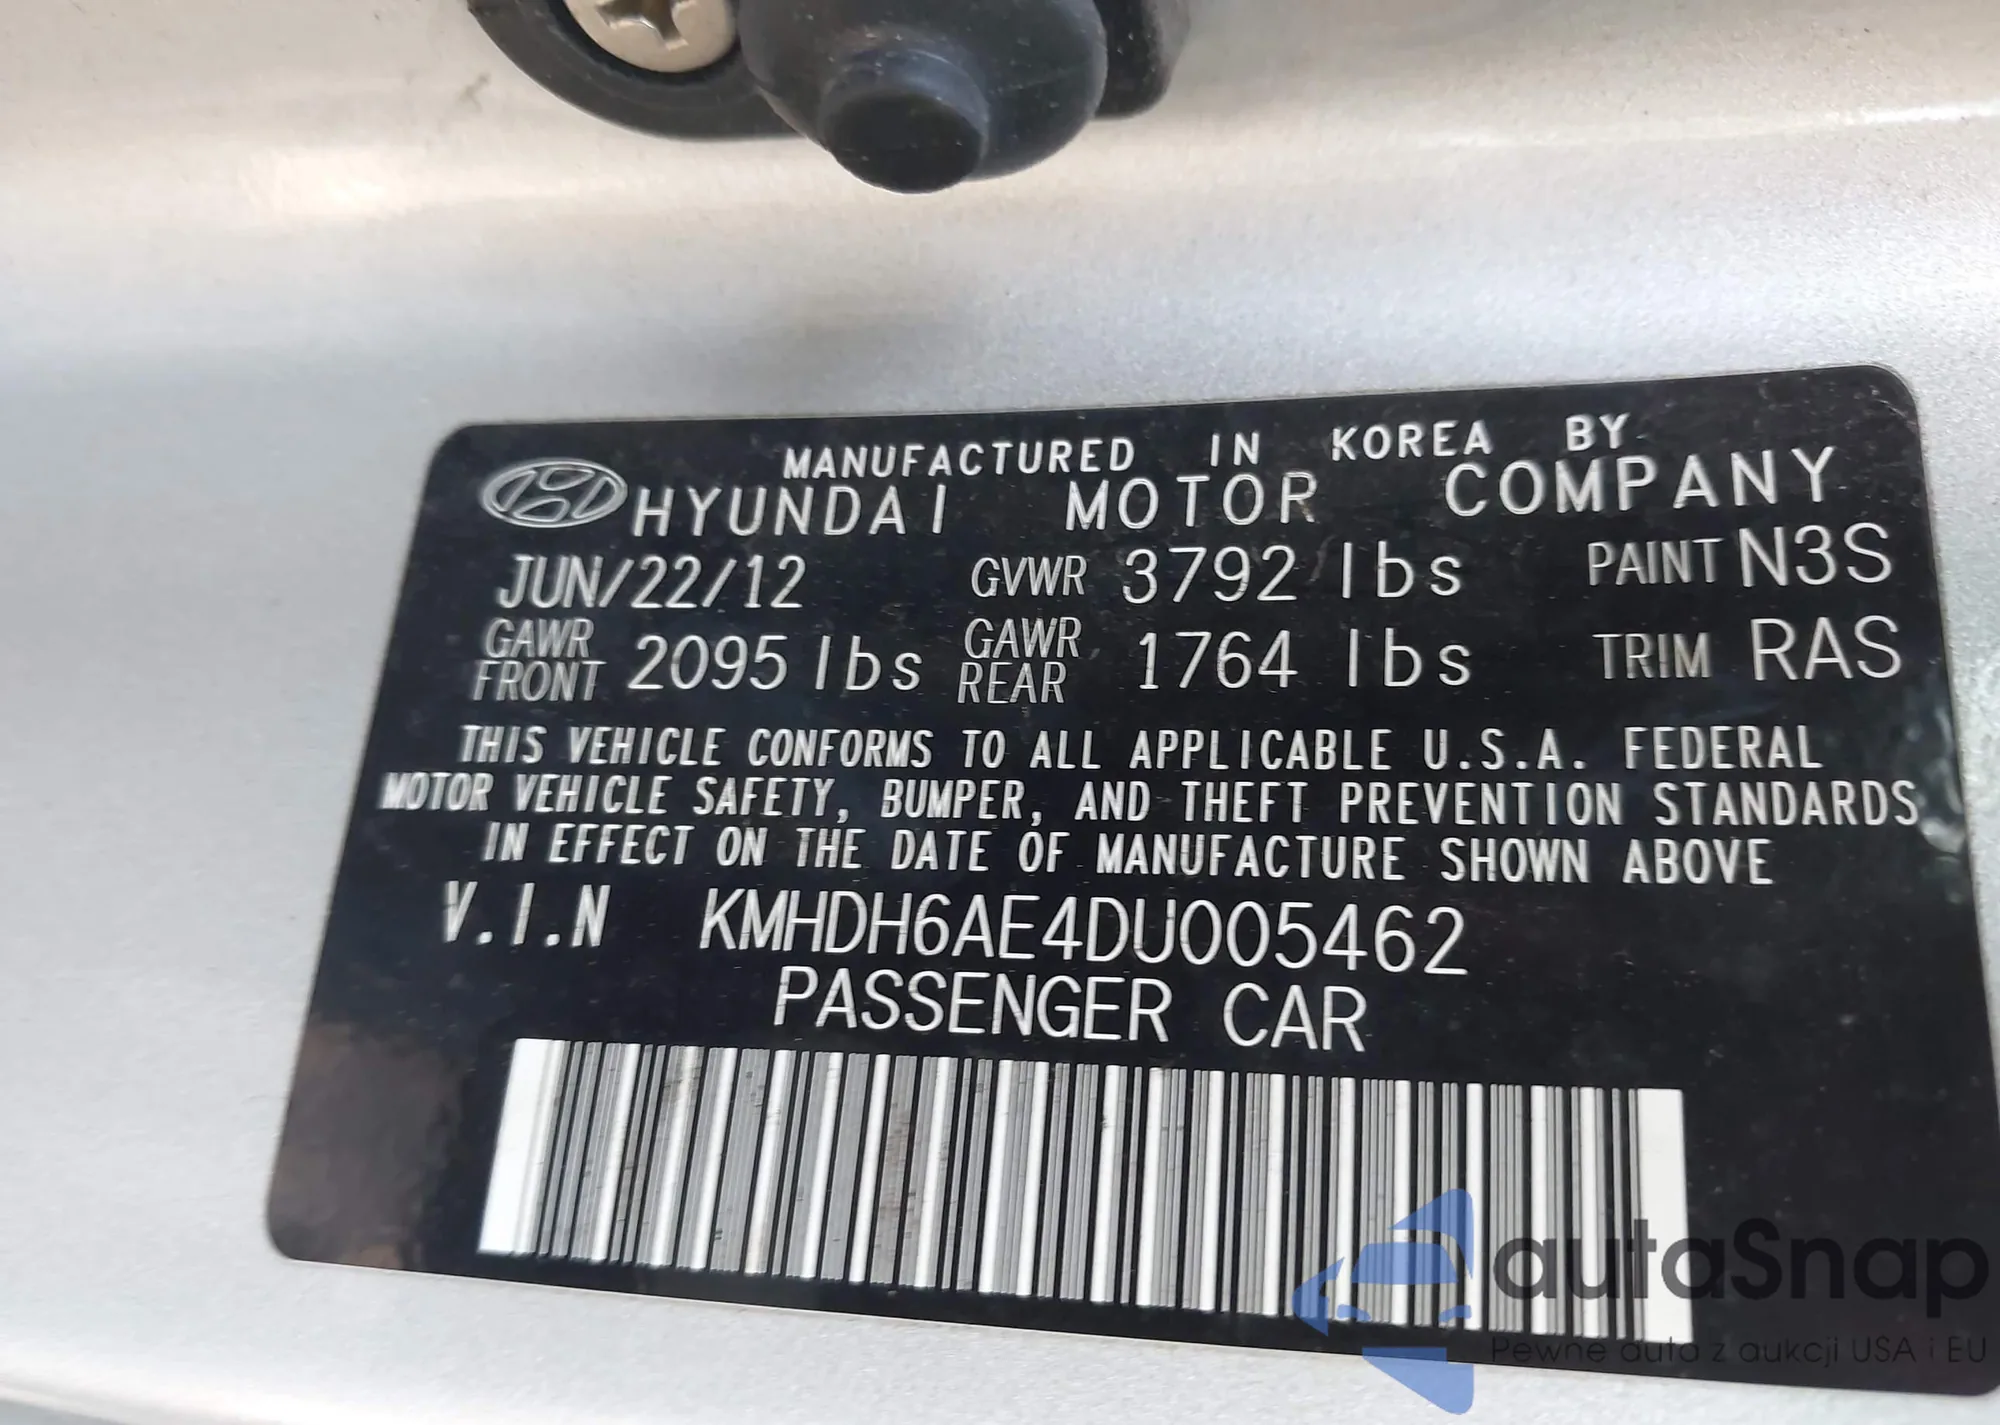 MANUFACTURED IN KOREA BY
HYUNDAI MOTOR COMPANY
JUN/22/12 GVWR 3792 lbs PAINT N3S
GAWR FRONT 2095 lbs GAWR REAR 1764 lbs TRIM RAS
THIS VEHICLE CONFORMS TO ALL APPLICABLE U.S.A. FEDERAL
MOTOR VEHICLE SAFETY, BUMPER, AND THEFT PREVENTION STANDARDS
IN EFFECT ON THE DATE OF MANUFACTURE SHOWN ABOVE
V.I.N KMHDH6AE4DU005462
PASSENGER CAR
autaSnap
Pewne auta z aukcji USA i EU